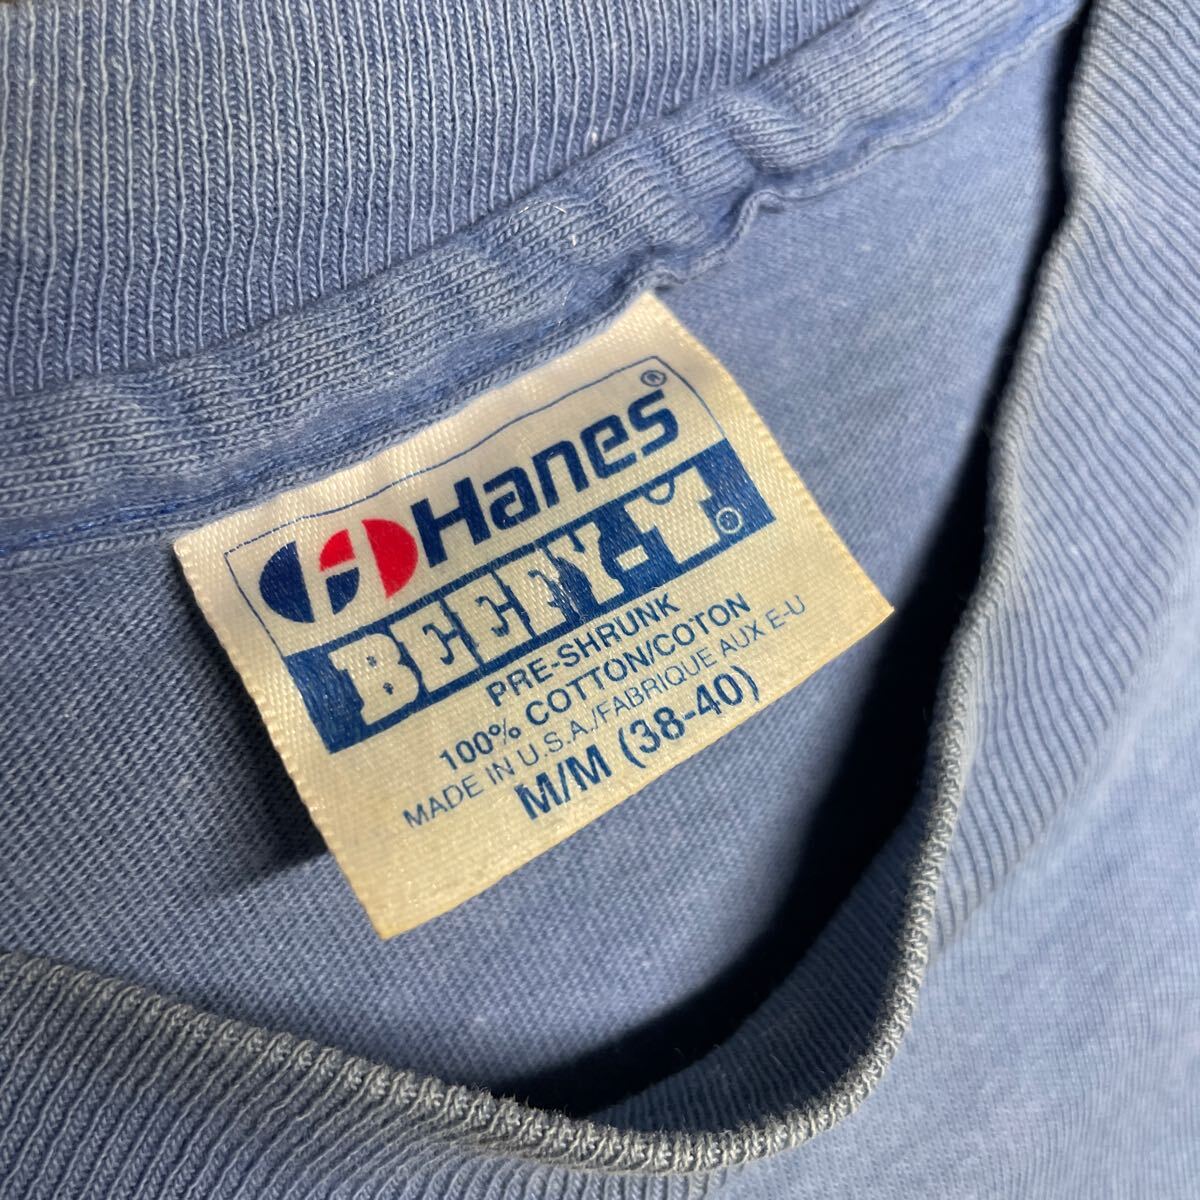 Hanes®
BEEFY-T®
PRE-SHRUNK
100% COTTON/COTON
MADE IN U.S.A./FABRIQUE AUX E-U
M/M (38-40)